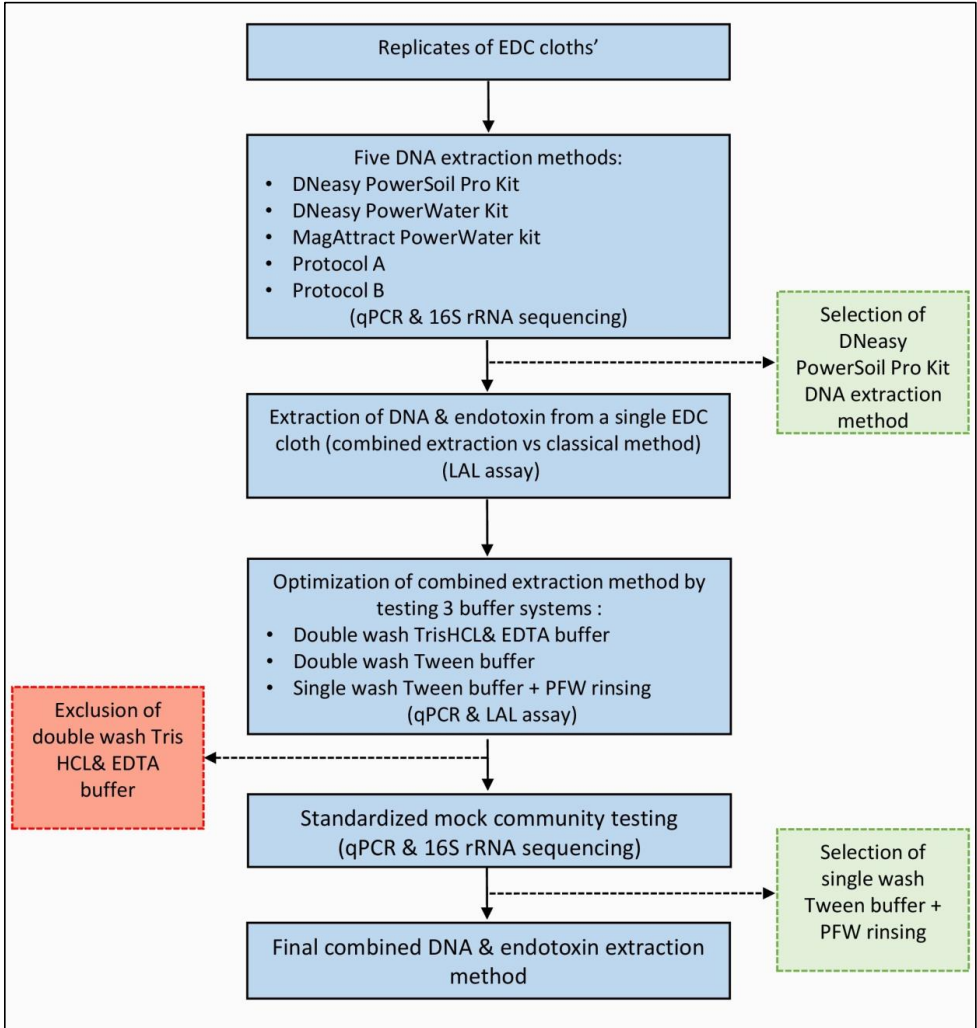 Replicates of EDC cloths’
Five DNA extraction methods:
• DNeasy PowerSoil Pro Kit
• DNeasy PowerWater Kit
• MagAttract PowerWater kit
• Protocol A
• Protocol B
(qPCR & 16S rRNA sequencing)
Selection of
DNeasy
PowerSoil Pro Kit
DNA extraction
method
Extraction of DNA & endotoxin from a single EDC
cloth (combined extraction vs classical method)
(LAL assay)
Optimization of combined extraction method by
testing 3 buffer systems :
• Double wash TrisHCL& EDTA buffer
• Double wash Tween buffer
• Single wash Tween buffer + PFW rinsing
(qPCR & LAL assay)
Exclusion of
double wash Tris
HCL& EDTA
buffer
Standardized mock community testing
(qPCR & 16S rRNA sequencing)
Selection of
single wash
Tween buffer +
PFW rinsing
Final combined DNA & endotoxin extraction
method